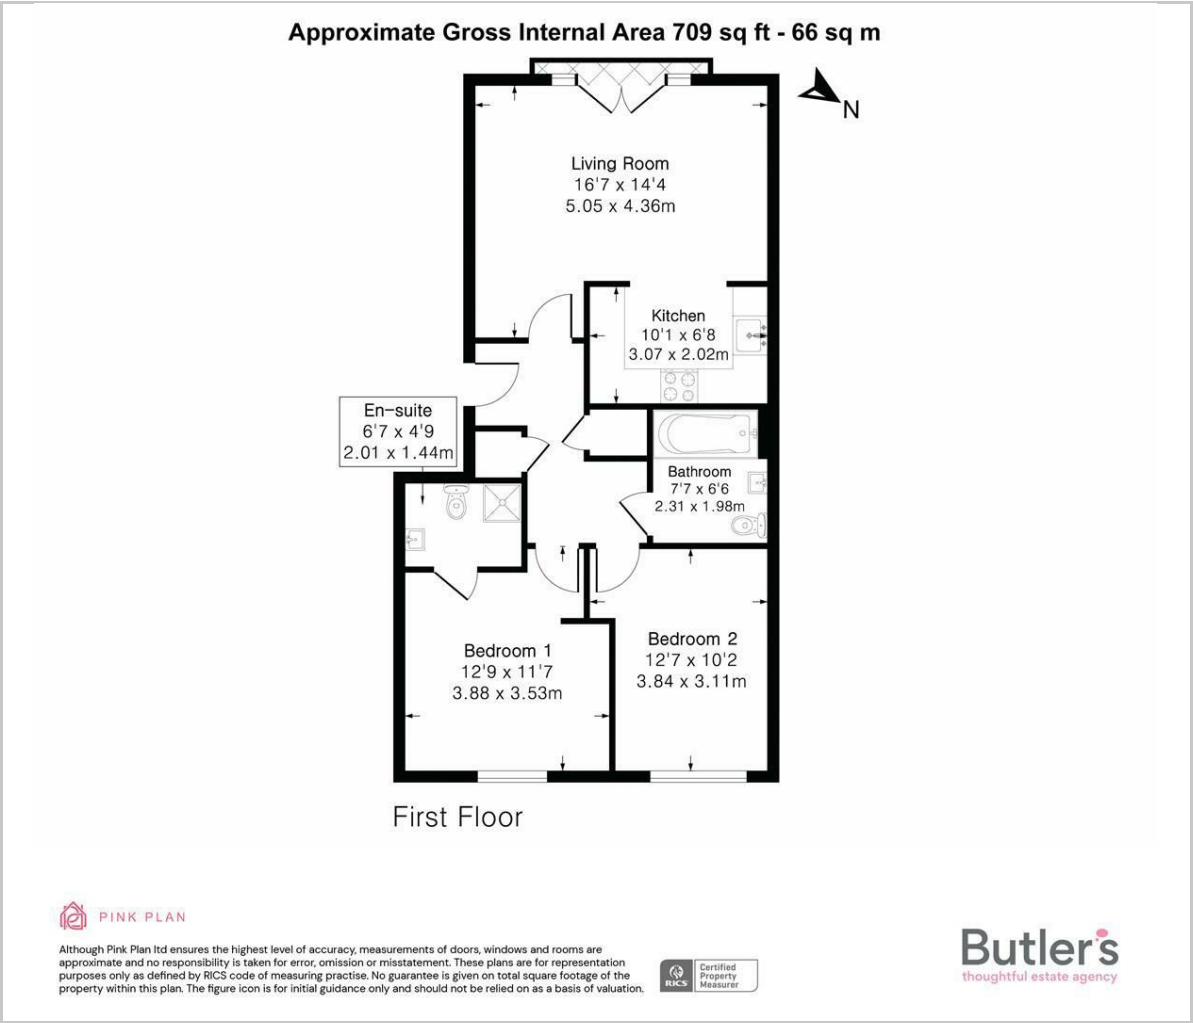 Approximate Gross Internal Area 709 sq ft - 66 sq m
N
Living Room
16'7 x 14'4
5.05 x 4.36m
Kitchen
10'1 x 6'8
3.07 x 2.02m
En-suite
6'7 x 4'9
2.01 x 1.44m
Bathroom
7'7 x 6'6
2.31 x 1.98m
Bedroom 1
12'9 x 11'7
3.88 x 3.53m
Bedroom 2
12'7 x 10'2
3.84 x 3.11m
First Floor
PINK PLAN
Although Pink Plan ltd ensures the highest level of accuracy, measurements of doors, windows and rooms are
approximate and no responsibility is taken for error, omission or misstatement. These plans are for representation
purposes only as defined by RICS code of measuring practise. No guarantee is given on total square footage of the
property within this plan. The figure icon is for initial guidance only and should not be relied on as a basis of valuation.
RICS
Certified
Property
Measurer
Butler's
thoughtful estate agency